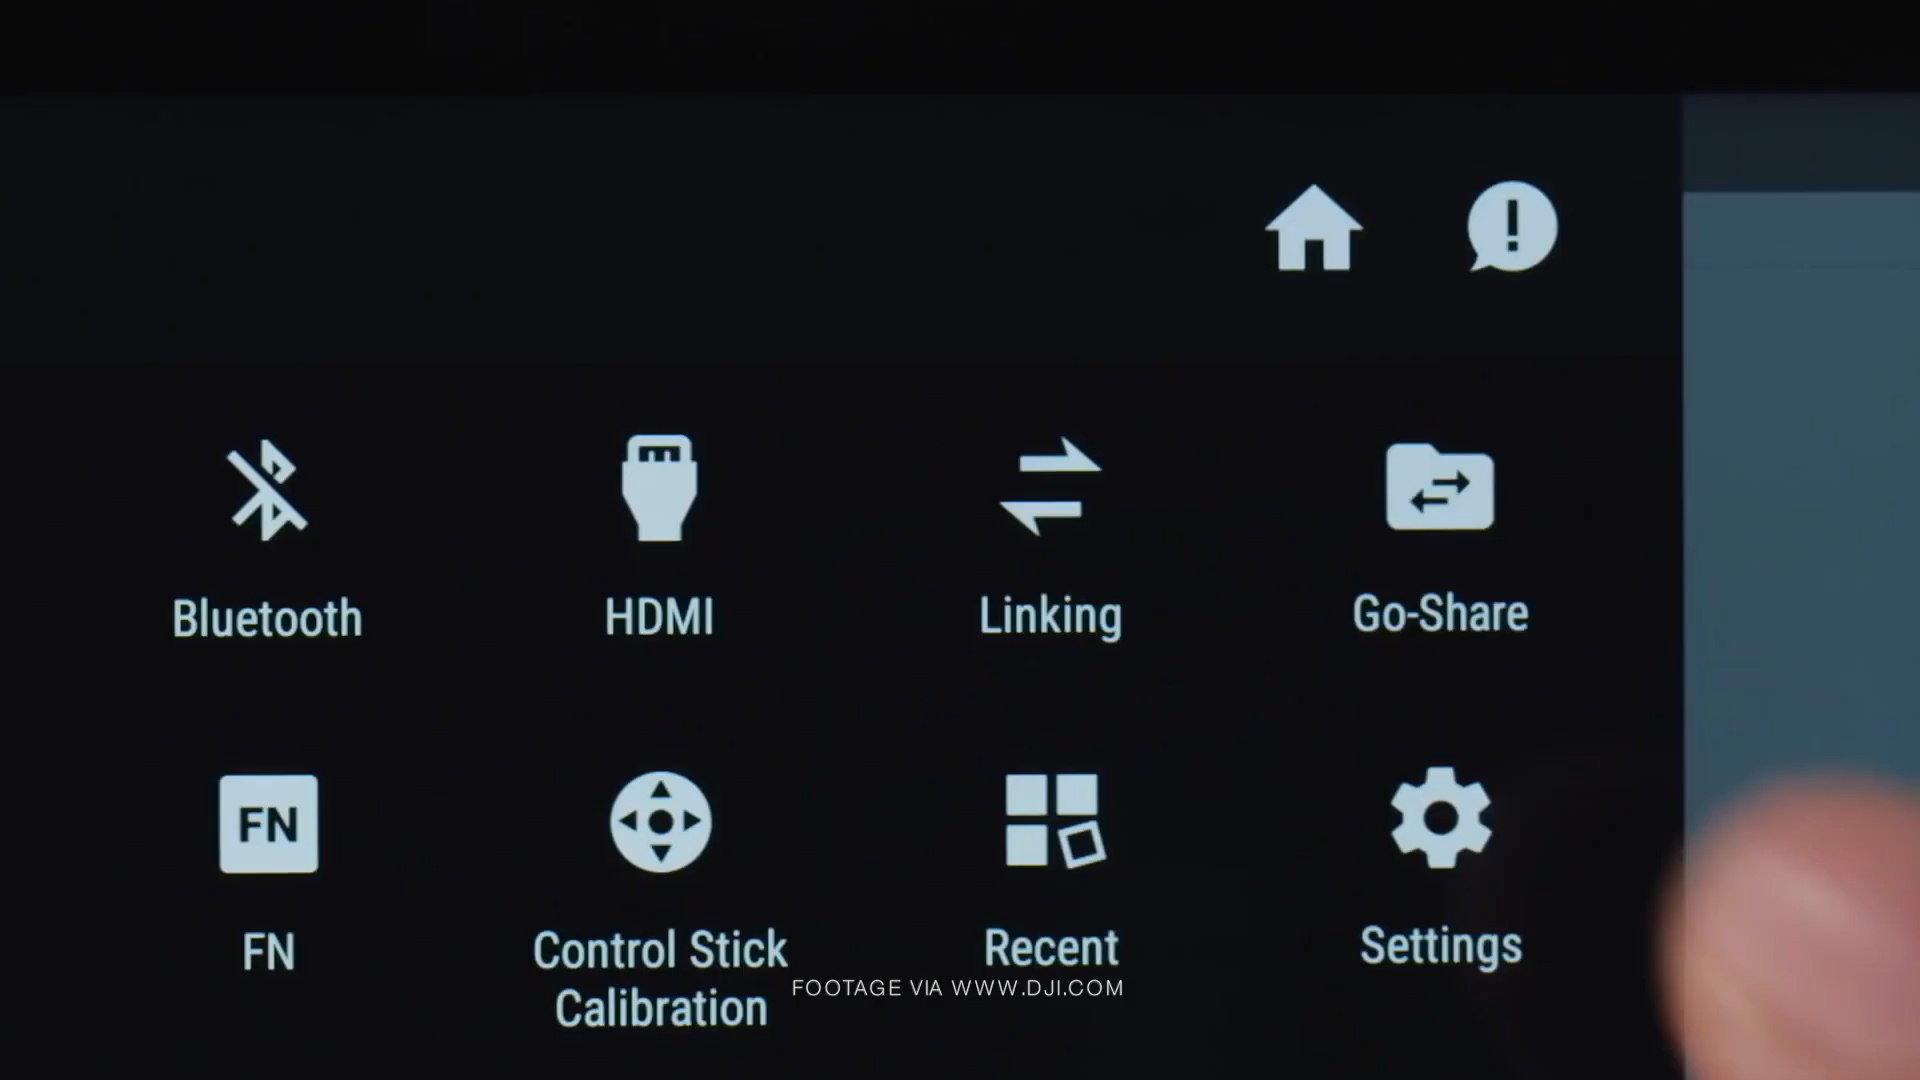 Bluetooth
HDMI
Linking
Go-Share
FN
FN
Control Stick
Calibration
Recent
Settings
FOOTAGE VIA WWW.DJI.COM